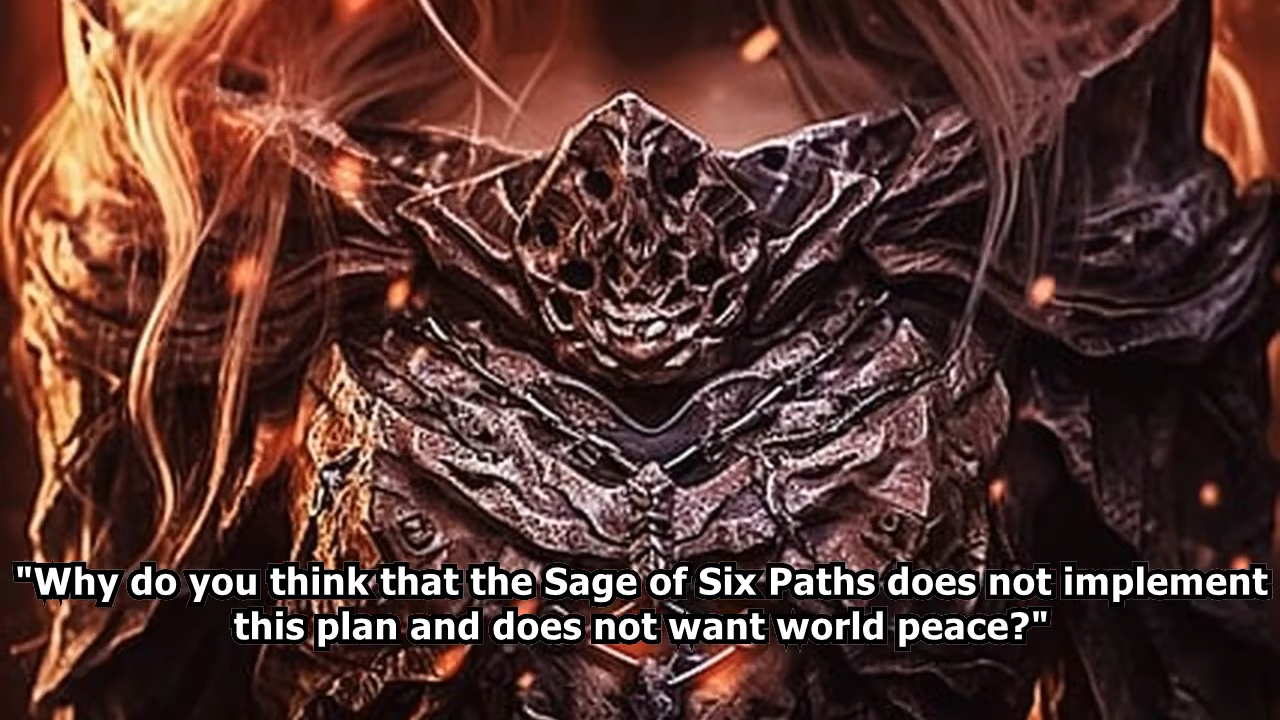 "Why do you think that the Sage of Six Paths does not implement
this plan and does not want world peace?"